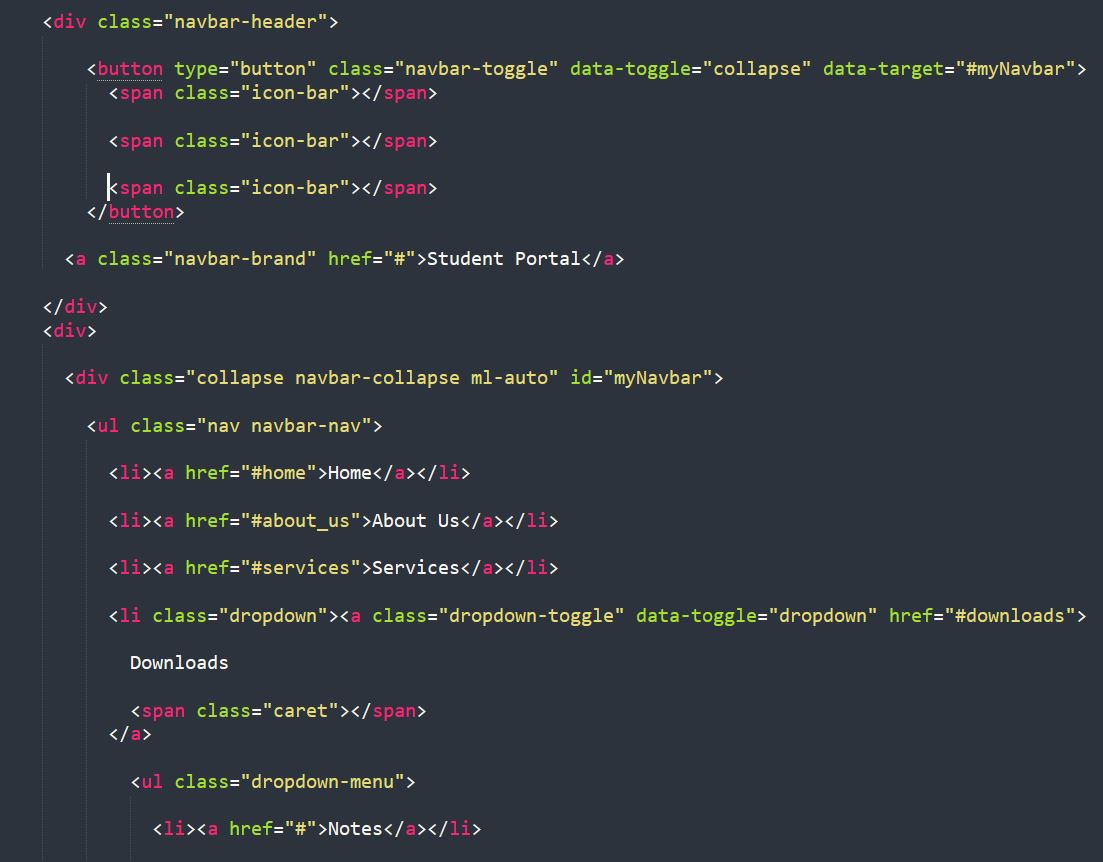 <div class="navbar-header">
<button type="button" class="navbar-toggle" data-toggle="collapse" data-target="#myNavbar">
<span class="icon-bar"></span>
<span class="icon-bar"></span>
<span class="icon-bar"></span>
</button>
<a class="navbar-brand" href="#">Student Portal</a>
</div>
<div>
<div class="collapse navbar-collapse ml-auto" id="myNavbar">
<ul class="nav navbar-nav">
<li><a href="#home">Home</a></li>
<li><a href="#about_us">About Us</a></li>
<li><a href="#services">Services</a></li>
<li class="dropdown"><a class="dropdown-toggle" data-toggle="dropdown" href="#downloads">
Downloads
<span class="caret"></span>
</a>
<ul class="dropdown-menu">
<li><a href="#">Notes</a></li>